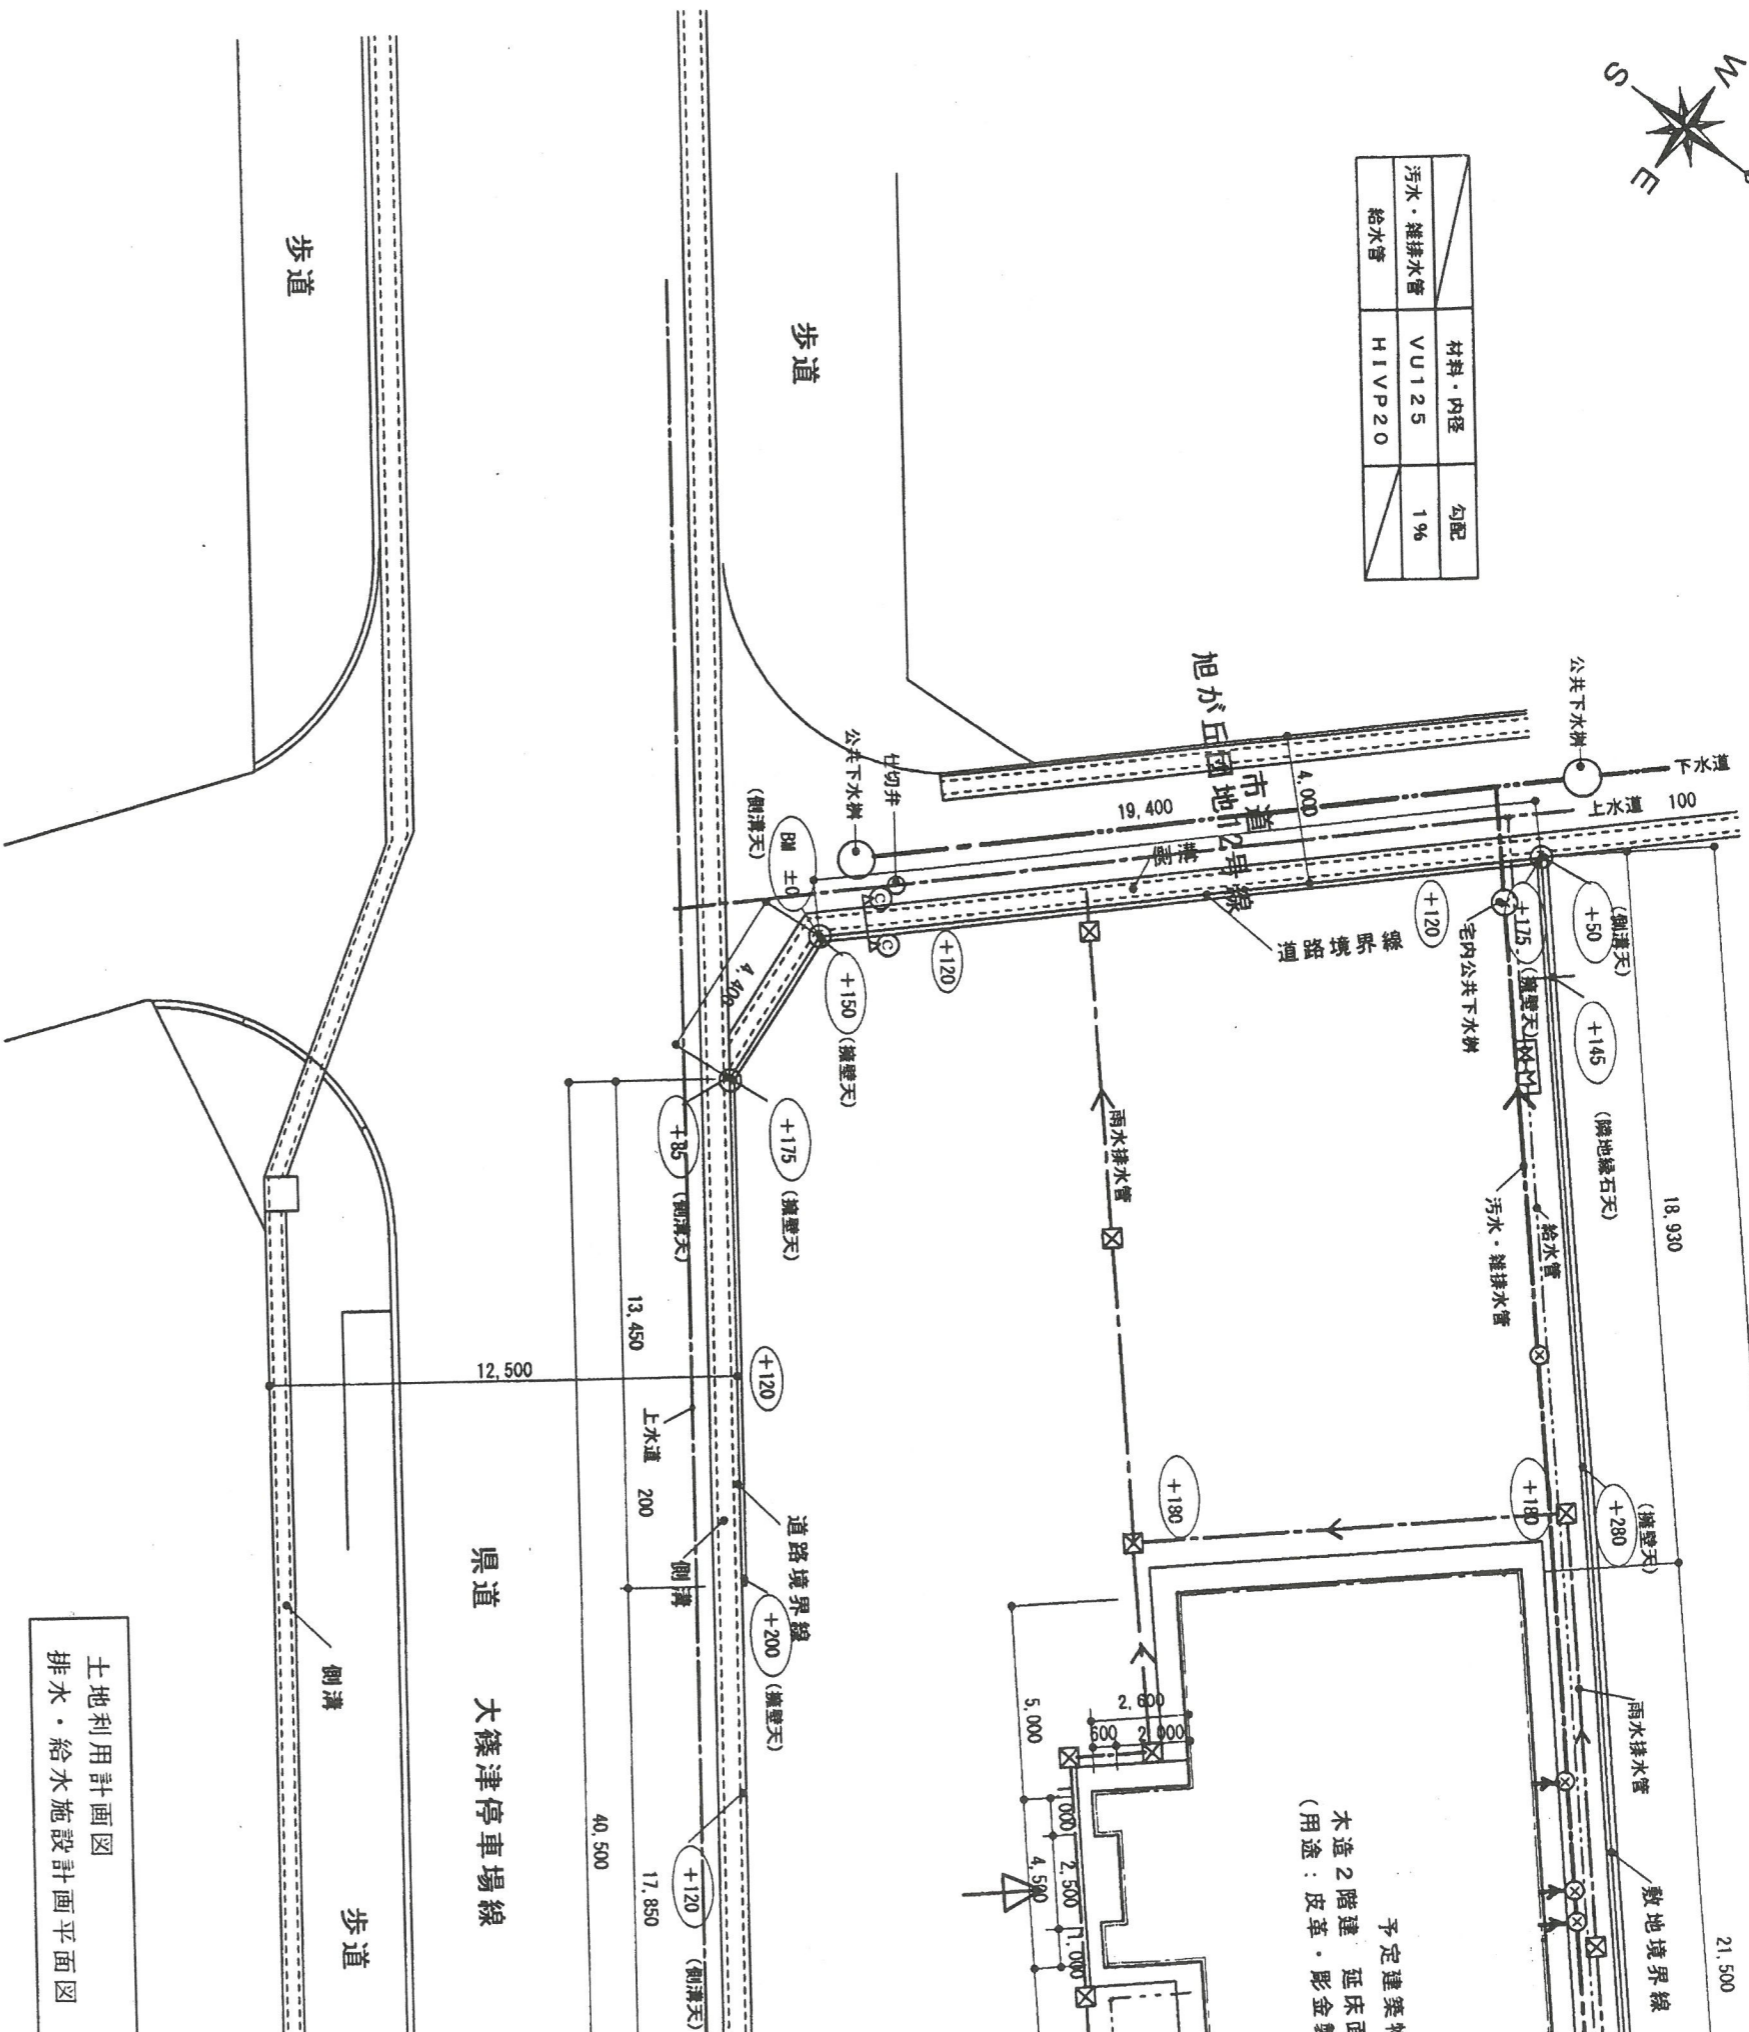 S
W
E
材料・内径
勾配
汚水・雑排水管
VU125
1%
給水管
HIVP20
公共下水桝
下水道
上水道 100
旭が丘団地12号線
市道
4,000
19,400
側溝
仕切弁
公共下水桝
BM ±0
(側溝天)
C
C
+120
+120
道路境界線
宅内公共下水桝
+175
(擁壁天)
+50
(側溝天)
+145
(隣地縁石天)
M
18,930
+150
(擁壁天)
+175
(擁壁天)
+85
(側溝天)
雨水排水管
給水管
汚水・雑排水管
+180
+180
+280
(擁壁天)
21,500
雨水排水管
敷地境界線
13,450
12,500
+120
上水道 200
側溝
道路境界線
+200
(擁壁天)
+120
(側溝天)
17,850
40,500
5,000
2,600
600
2,000
2,500
4,500
1,000
予定建築物
木造2階建 延床面
(用途:皮革・彫金
県道 大篠津停車場線
歩道
歩道
歩道
側溝
土地利用計画図
排水・給水施設計画平面図